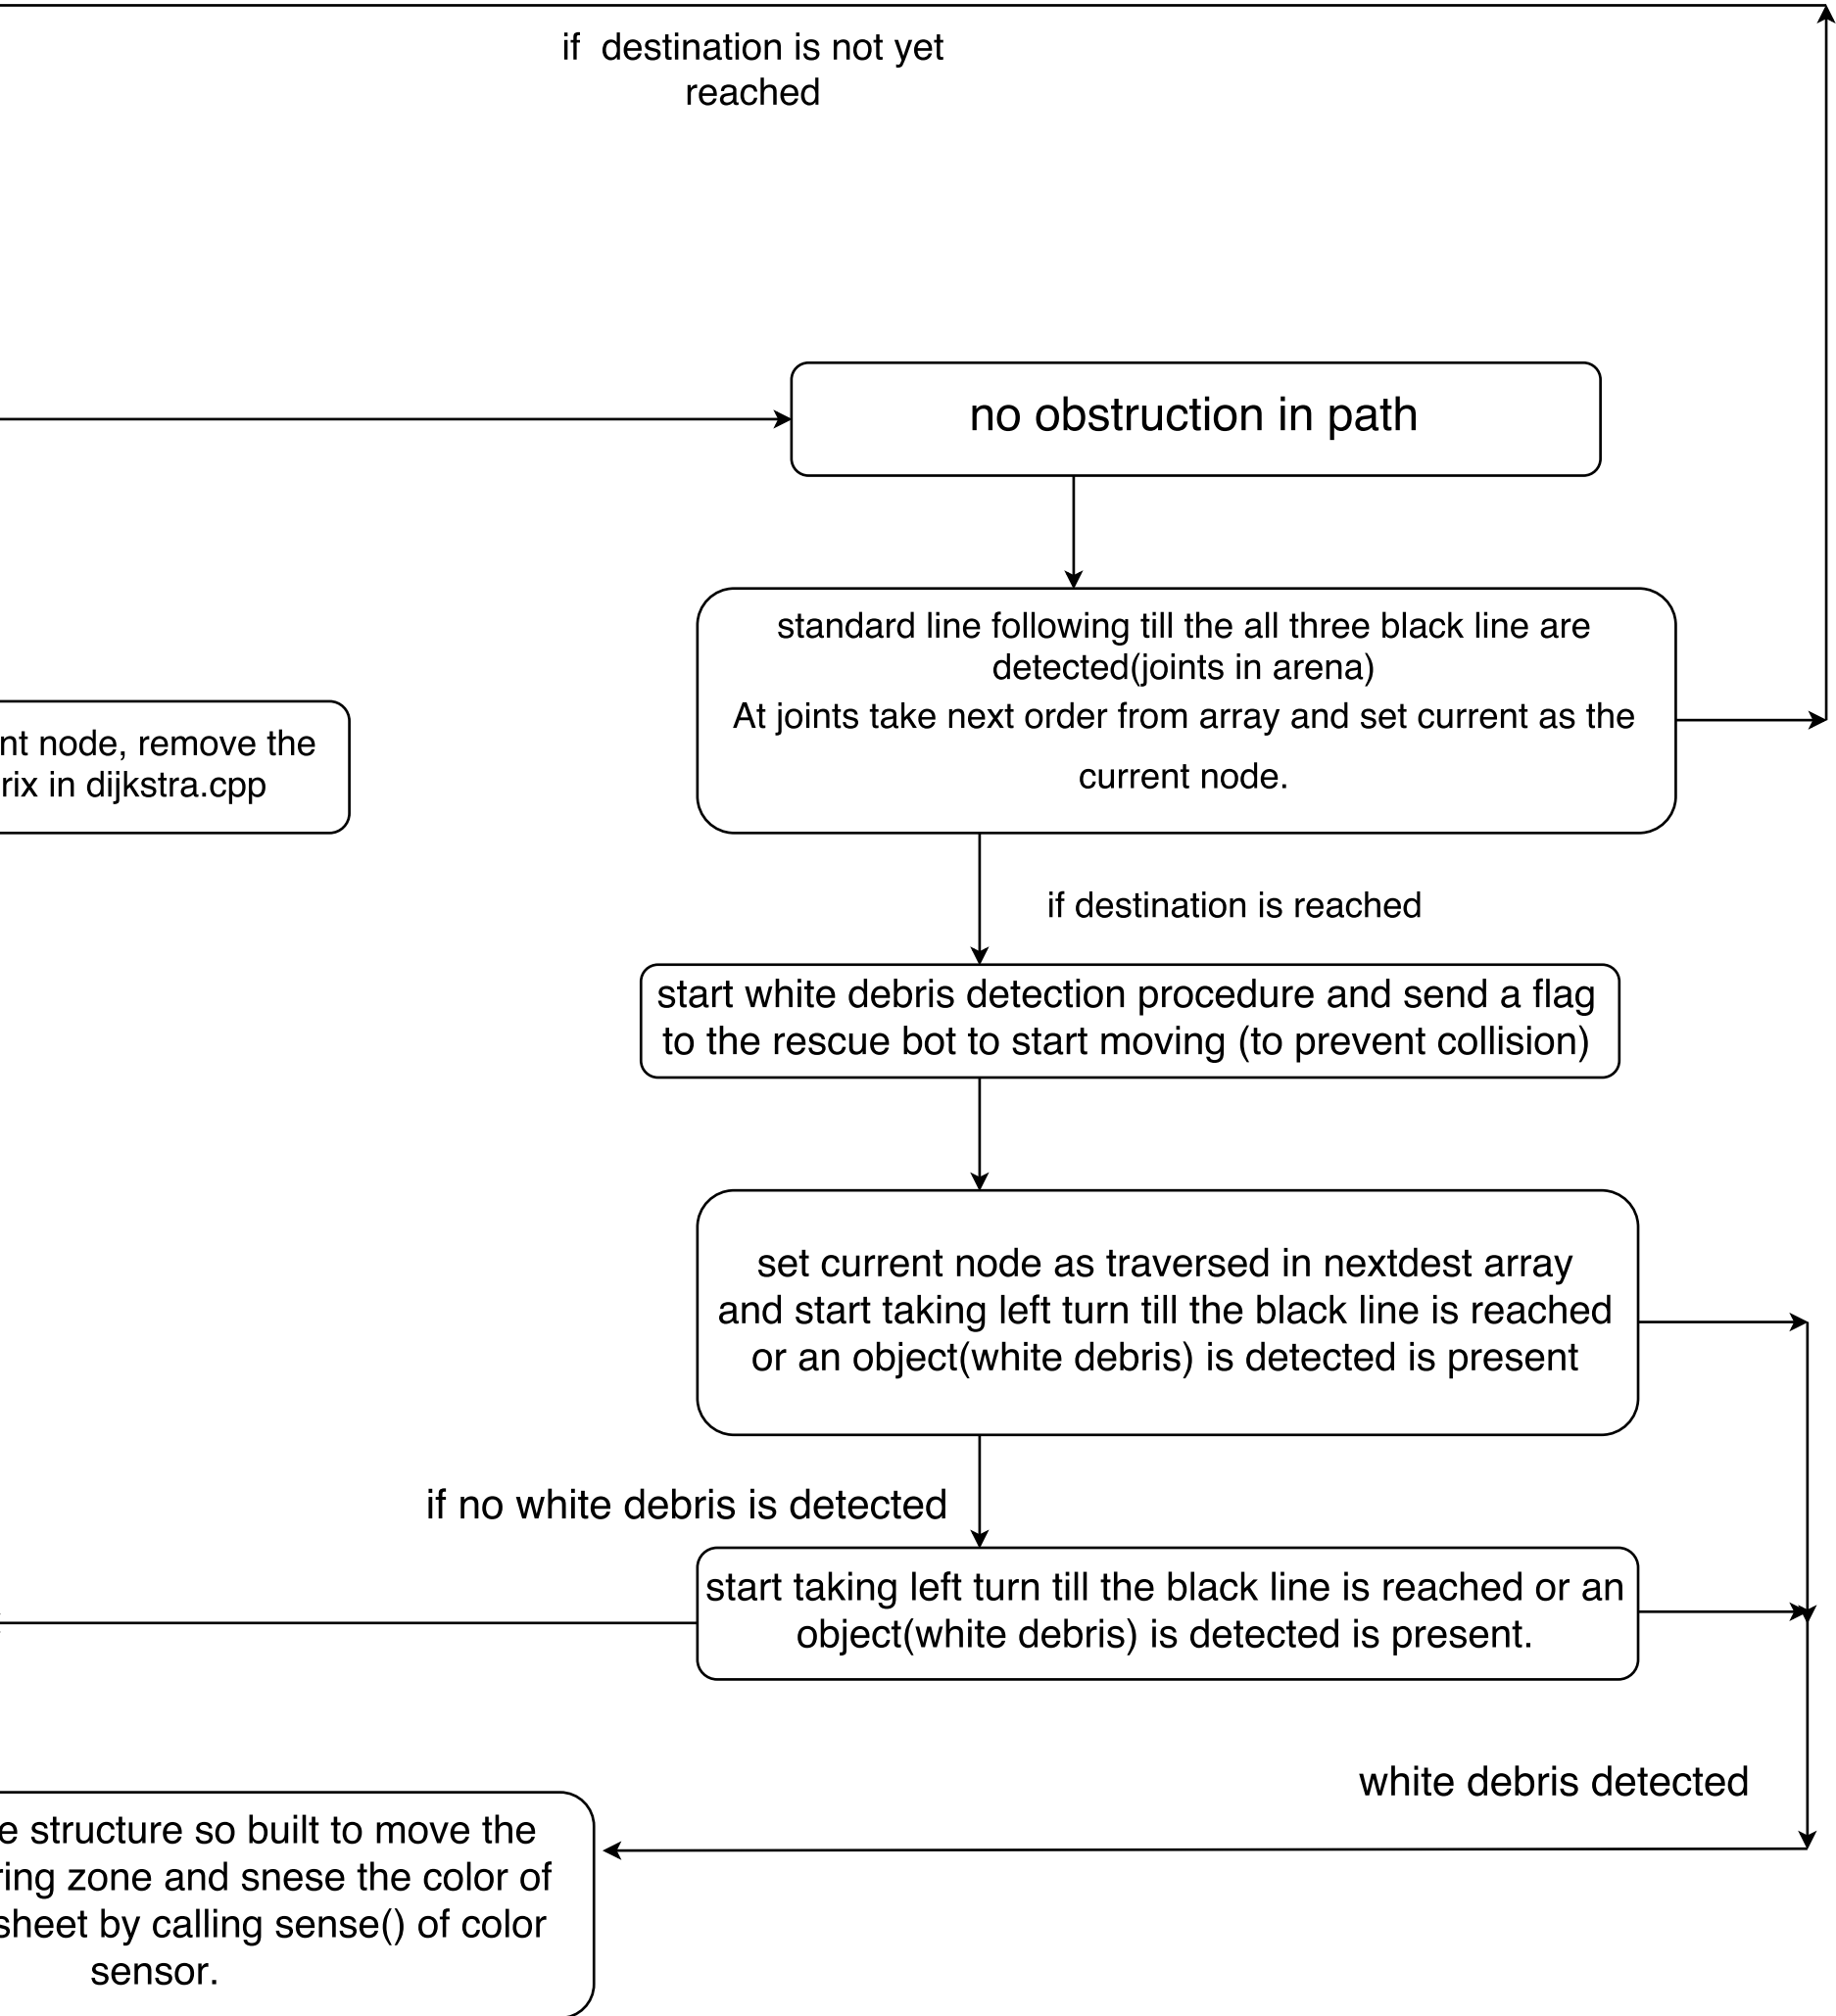 if destination is not yet
reached
no obstruction in path
standard line following till the all three black line are
detected(joints in arena)
At joints take next order from array and set current as the
current node.
node, remove the
in dijkstra.cpp
if destination is reached
start white debris detection procedure and send a flag
to the rescue bot to start moving (to prevent collision)
set current node as traversed in nextdest array
and start taking left turn till the black line is reached
or an object(white debris) is detected is present
if no white debris is detected
start taking left turn till the black line is reached or an
object(white debris) is detected is present.
white debris detected
structure so built to move the
zone and snese the color of
sheet by calling sense() of color
sensor.